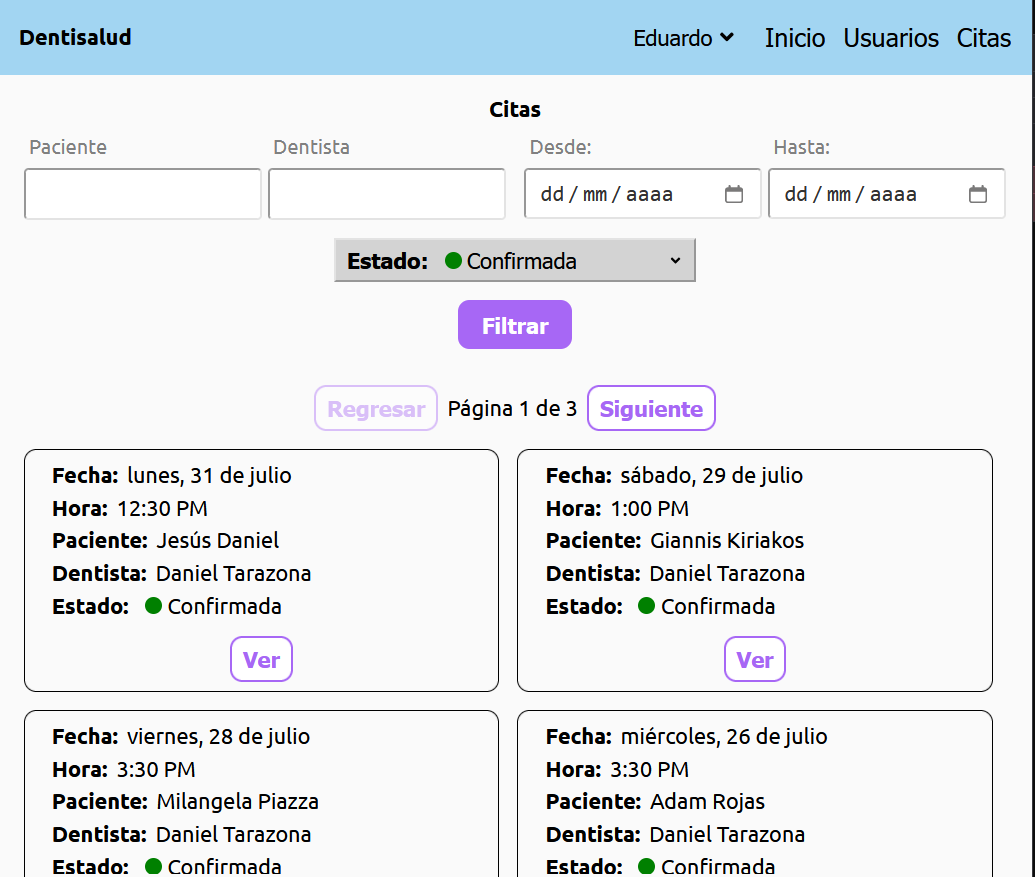 Dentisalud Eduardo Inicio Usuarios Citas
Citas
Paciente Dentista Desde: Hasta:
dd / mm / aaaa dd / mm / aaaa
Estado: Confirmada
Filtrar
Regresar Página 1 de 3 Siguiente
Fecha: lunes, 31 de julio
Hora: 12:30 PM
Paciente: Jesús Daniel
Dentista: Daniel Tarazona
Estado: Confirmada
Ver
Fecha: sábado, 29 de julio
Hora: 1:00 PM
Paciente: Giannis Kiriakos
Dentista: Daniel Tarazona
Estado: Confirmada
Ver
Fecha: viernes, 28 de julio
Hora: 3:30 PM
Paciente: Milangela Piazza
Dentista: Daniel Tarazona
Estado: Confirmada
Fecha: miércoles, 26 de julio
Hora: 3:30 PM
Paciente: Adam Rojas
Dentista: Daniel Tarazona
Estado: Confirmada